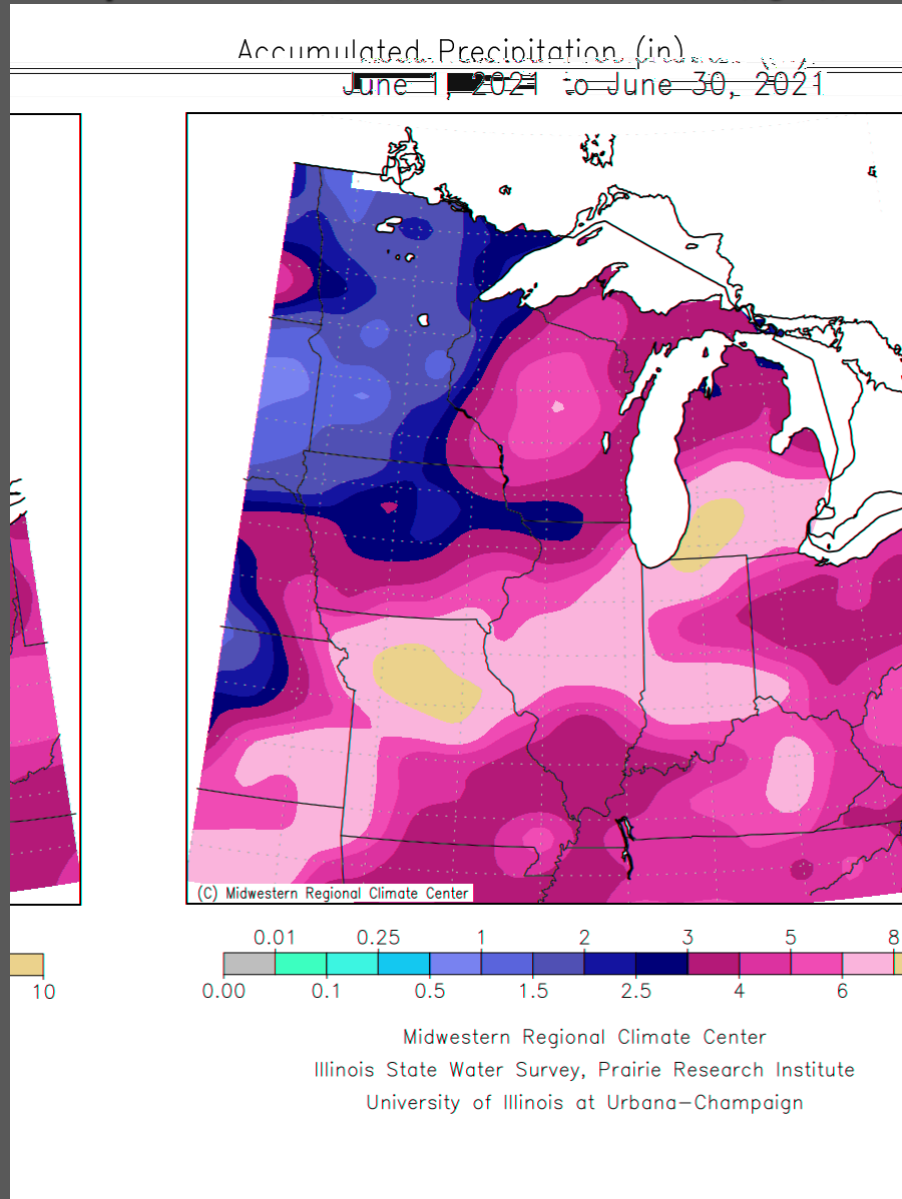 Accumulated Precipitation (in)
June 1, 2021 to June 30, 2021
(C) Midwestern Regional Climate Center
0.01 0.25 1 2 3 5 8
10 0.00 0.1 0.5 1.5 2.5 4 6
Midwestern Regional Climate Center
Illinois State Water Survey, Prairie Research Institute
University of Illinois at Urbana-Champaign